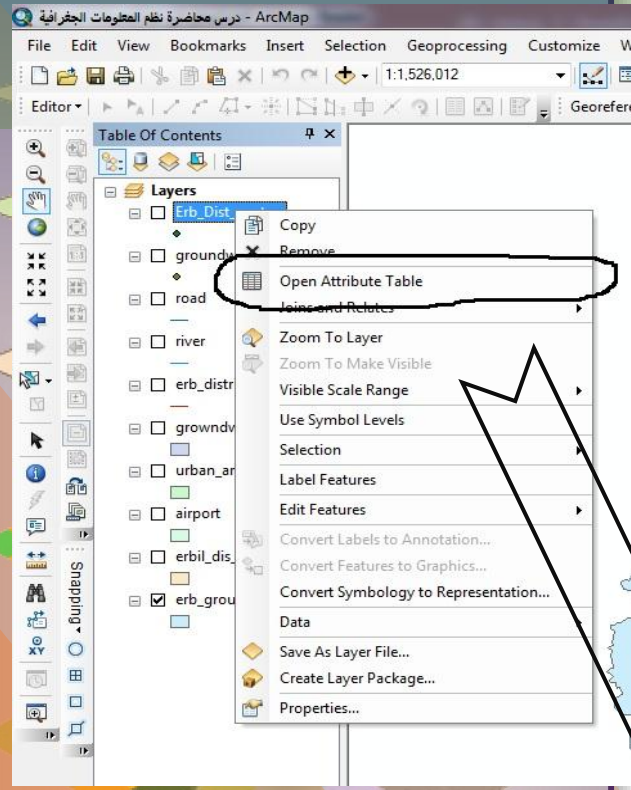 درس محاضرة نظم المعلومات الجغرافية - ArcMap
File Edit View Bookmarks Insert Selection Geoprocessing Customize W
1:1,526,012
Editor Georefere
Table Of Contents
Layers
Erb_Dist_
groundw
road
river
erb_distr
growndw
urban_ar
airport
erbil_dis_
erb_grou
Snapping
XY
1:1
Copy
Remove
Open Attribute Table
Joins and Relates
Zoom To Layer
Zoom To Make Visible
Visible Scale Range
Use Symbol Levels
Selection
Label Features
Edit Features
Convert Labels to Annotation...
Convert Features to Graphics...
Convert Symbology to Representation...
Data
Save As Layer File...
Create Layer Package...
Properties...